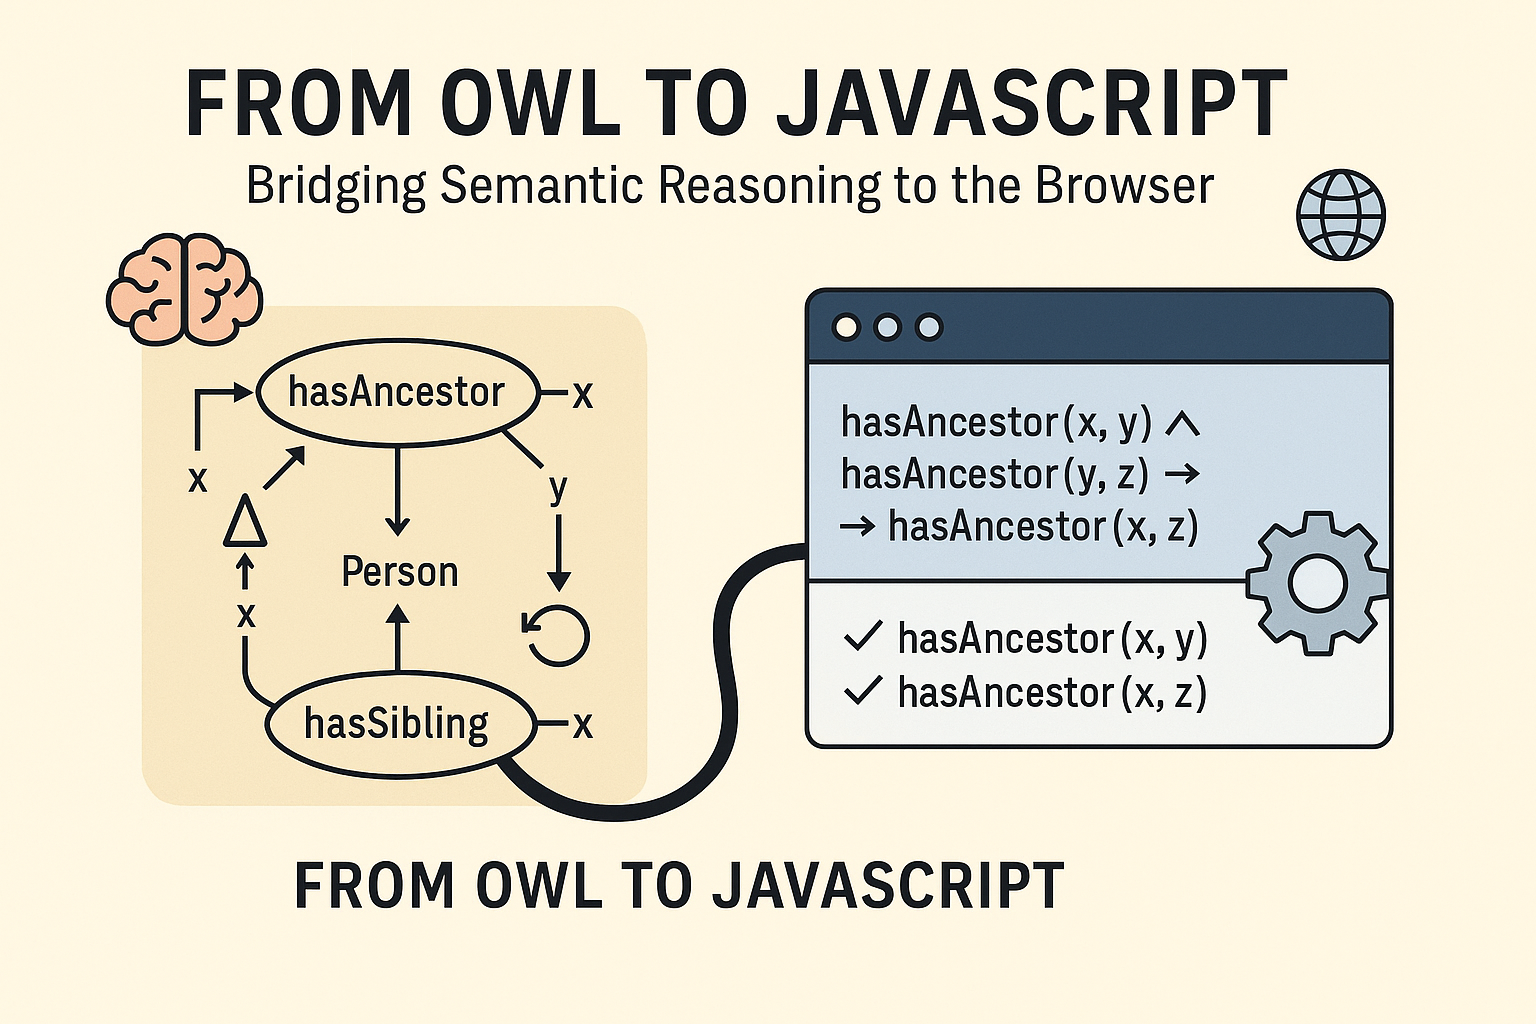 FROM OWL TO JAVASCRIPT
Bridging Semantic Reasoning to the Browser
hasAncestor
x
x
y
Person
x
hasSibling
x
hasAncestor(x, y) ∧
hasAncestor(y, z) →
→ hasAncestor(x, z)
✓ hasAncestor(x, y)
✓ hasAncestor(x, z)
FROM OWL TO JAVASCRIPT